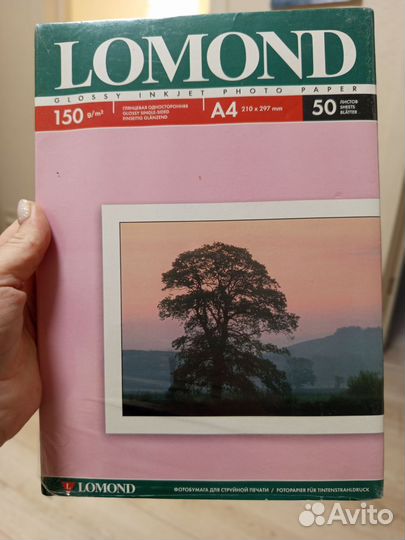 LOMOND
GLOSSY INKJET PHOTO PAPER
150 g/m²
ГЛЯНЦЕВАЯ ОДНОСТОРОННЯЯ
GLOSSY SINGLE-SIDED
EINSEITIG GLÄNZEND
A4 210 x 297 mm
50
ЛИСТОВ
SHEETS
BLÄTTER
L LOMOND
ФОТОБУМАГА ДЛЯ СТРУЙНОЙ ПЕЧАТИ / FOTOPAPIER FÜR TINTENSTRAHLDRUCK
Avito